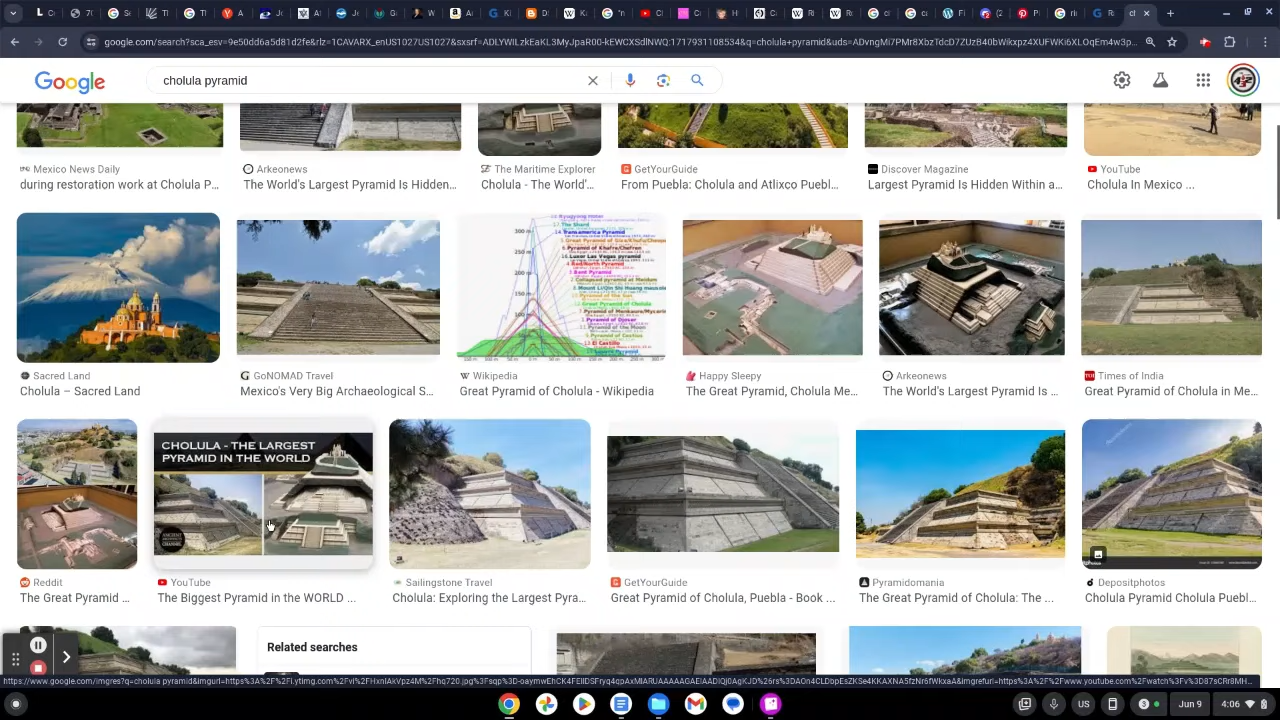 google.com/search?sca_esv=9e50dd6a5d81d2fe&rlz=1CAVARX_enUS1027US1027&sxsrf=ADLYWILzkEaKL3MyJpaR00-kEWCXSdlNWQ:1717931108534&q=cholula+pyramid&uds=ADvngMi7PMr8XbzTdcD7ZUzB40bWikxpz4XUFWKi6XLOqEm4w3p...
Google
cholula pyramid
Mexico News Daily
during restoration work at Cholula P...
Arkeonews
The World's Largest Pyramid Is Hidden...
The Maritime Explorer
Cholula - The World'...
GetYourGuide
From Puebla: Cholula and Atlixco Puebl...
Discover Magazine
Largest Pyramid Is Hidden Within a...
YouTube
Cholula In Mexico ...
Sacred Land
Cholula – Sacred Land
GoNOMAD Travel
Mexico's Very Big Archaeological S...
Wikipedia
Great Pyramid of Cholula - Wikipedia
Happy Sleepy
The Great Pyramid, Cholula Me...
Arkeonews
The World's Largest Pyramid Is ...
Times of India
Great Pyramid of Cholula in Me...
CHOLULA - THE LARGEST
PYRAMID IN THE WORLD
Reddit
The Great Pyramid ...
YouTube
The Biggest Pyramid in the WORLD ...
Sailingstone Travel
Cholula: Exploring the Largest Pyra...
GetYourGuide
Great Pyramid of Cholula, Puebla - Book ...
Pyramidomania
The Great Pyramid of Cholula: The ...
Depositphotos
Cholula Pyramid Cholula Puebl...
Related searches
US
3
Jun 9
4:06